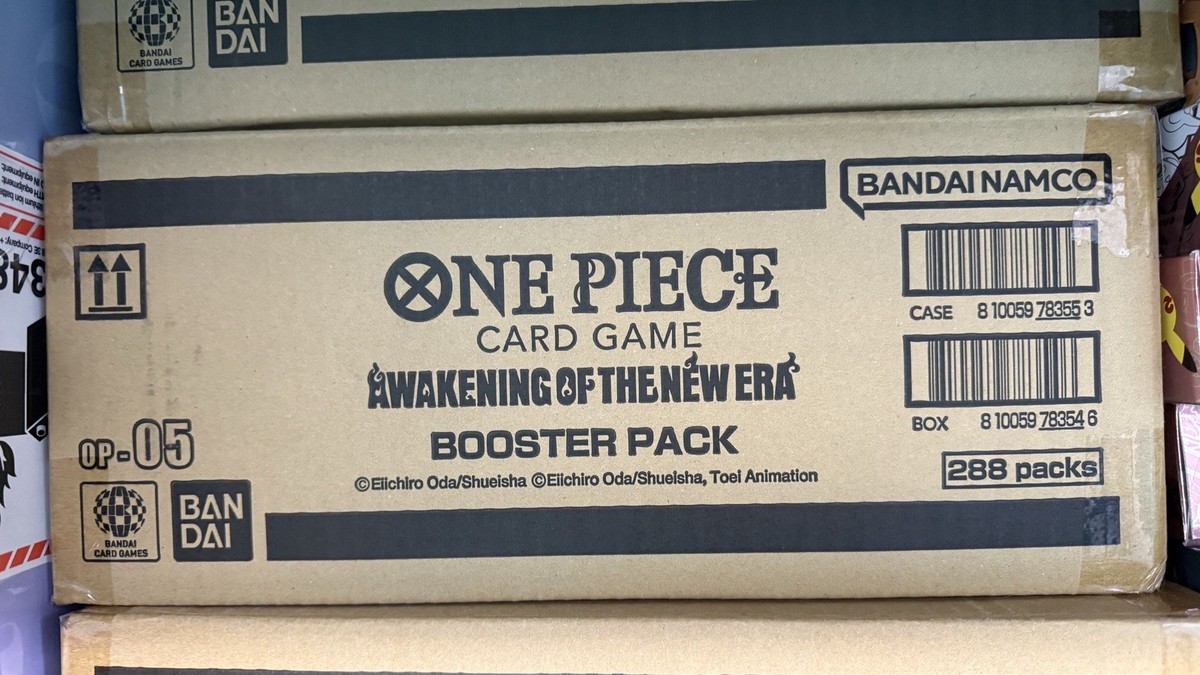 BANDAI
CARD GAMES
BAN
DAI
BANDAI NAMCO
ONE PIECE
CARD GAME
AWAKENING OF THE NEW ERA
BOOSTER PACK
©Eiichiro Oda/Shueisha ©Eiichiro Oda/Shueisha, Toei Animation
CASE 8 10059 78355 3
BOX 8 10059 78354 6
288 packs
OP-05
BANDAI
CARD GAMES
BAN
DAI